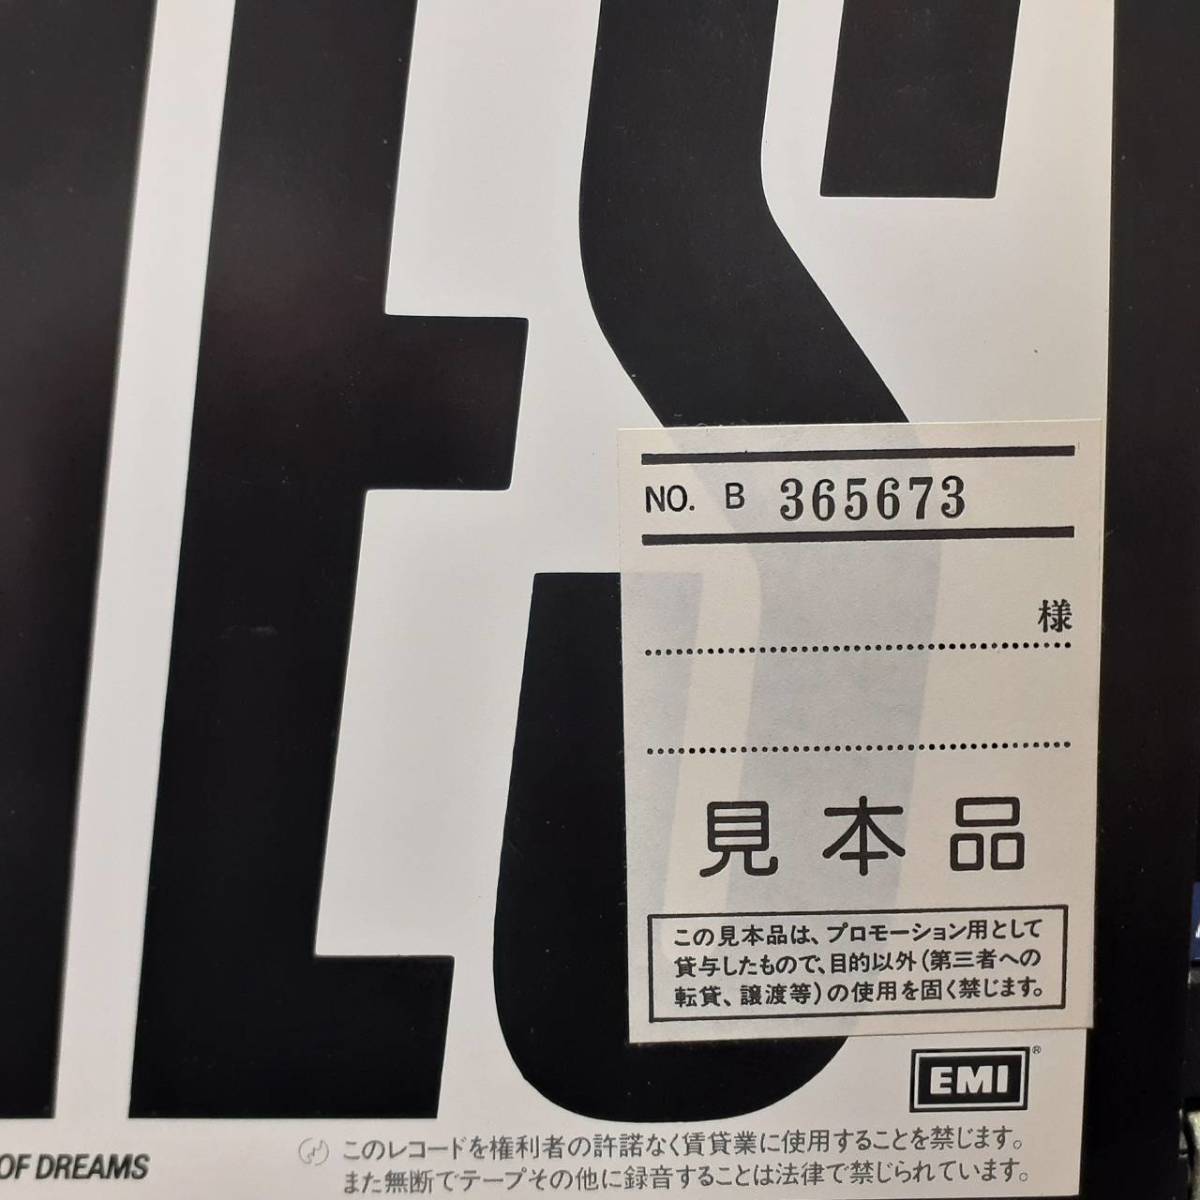 ES
NO. B 365673
様
見本品
この見本品は、プロモーション用として
貸与したもので、目的以外（第三者への
転貸、譲渡等）の使用を固く禁じます。
EMI®
OF DREAMS
このレコードを権利者の許諾なく賃貸業に使用することを禁じます。
また無断でテープその他に録音することは法律で禁じられています。